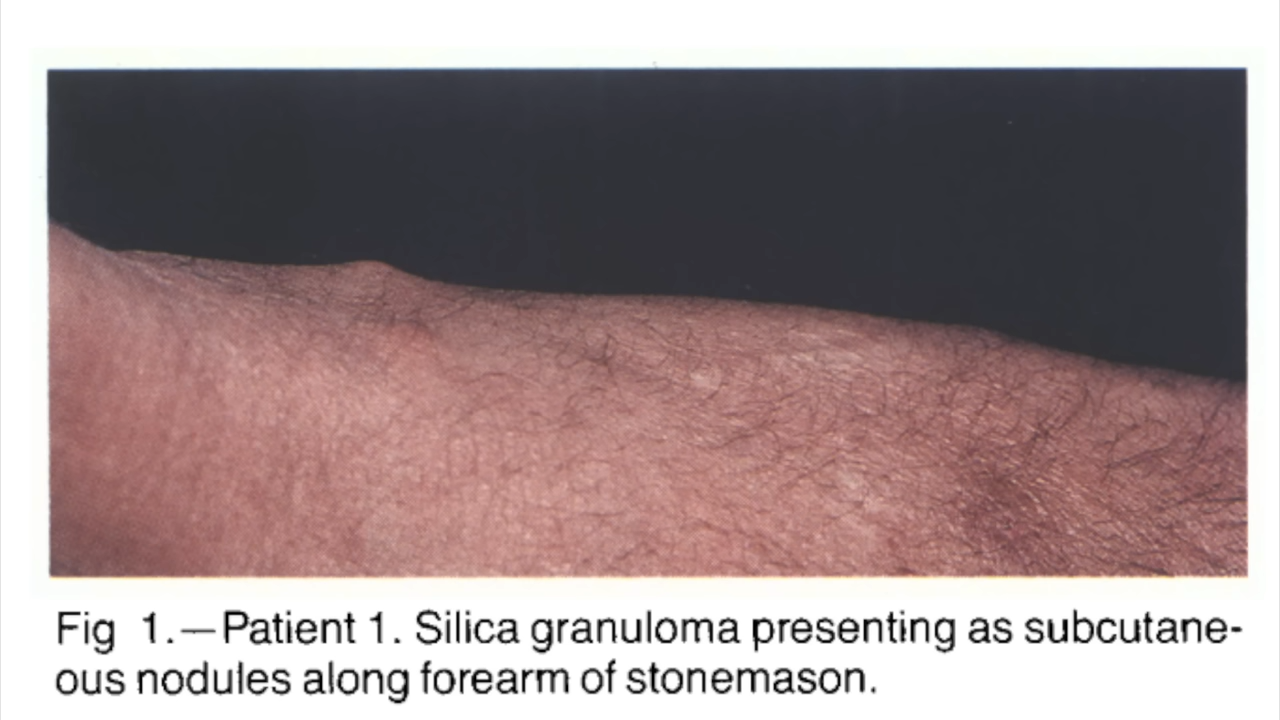 Fig 1.—Patient 1. Silica granuloma presenting as subcutane-
ous nodules along forearm of stonemason.